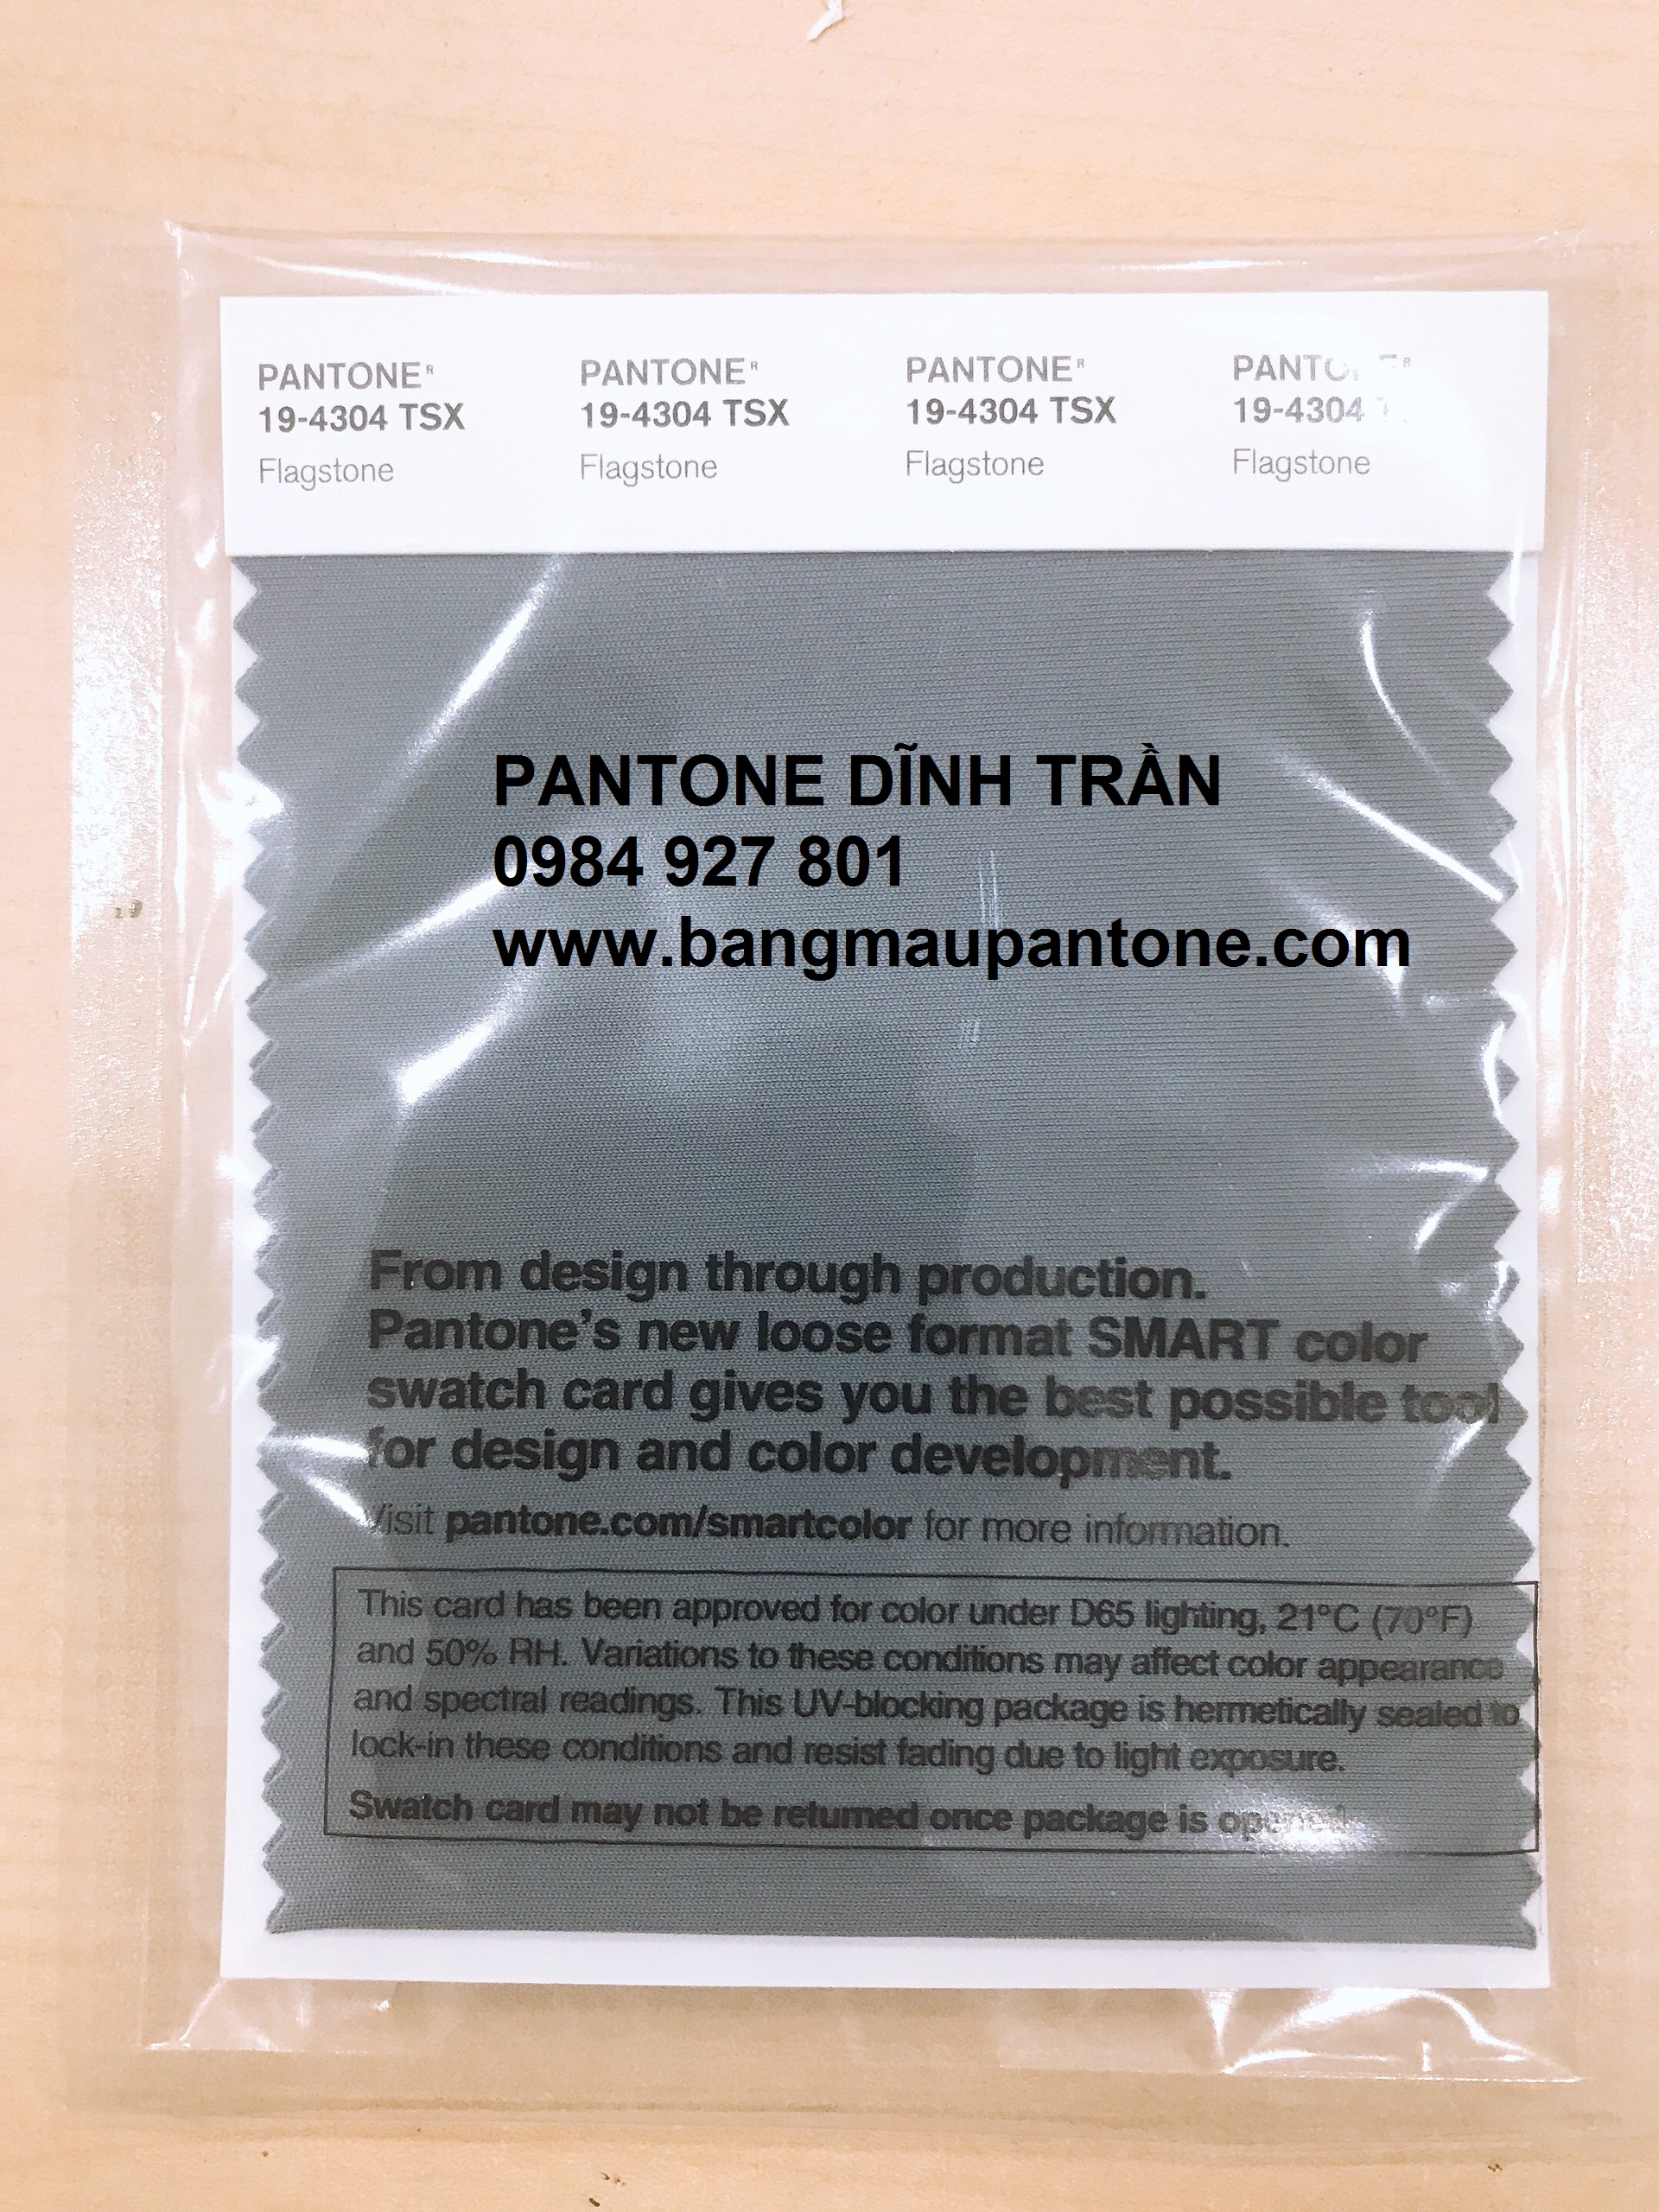 PANTONE® PANTONE® PANTONE®
19-4304 TSX 19-4304 TSX 19-4304 TSX 19-4304
Flagstone Flagstone Flagstone Flagstone
PANTONE DĨNH TRẦN
0984 927 801
www.bangmaupantone.com
From design through production.
Pantone's new loose format SMART color
swatch card gives you the best possible tool
for design and color development.
Visit pantone.com/smartcolor for more information.
This card has been approved for color under D65 lighting, 21°C (70°F)
and 50% RH. Variations to these conditions may affect color appearance
and spectral readings. This UV-blocking package is hermetically sealed to
lock-in these conditions and resist fading due to light exposure.
Swatch card may not be returned once package is opened.